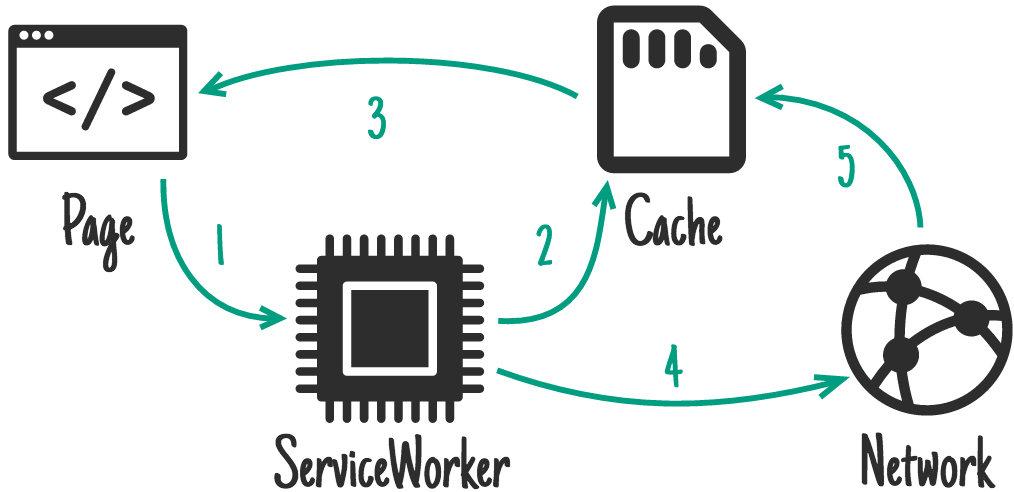 </>
3
5
Page
1
2
Cache
4
ServiceWorker
Network